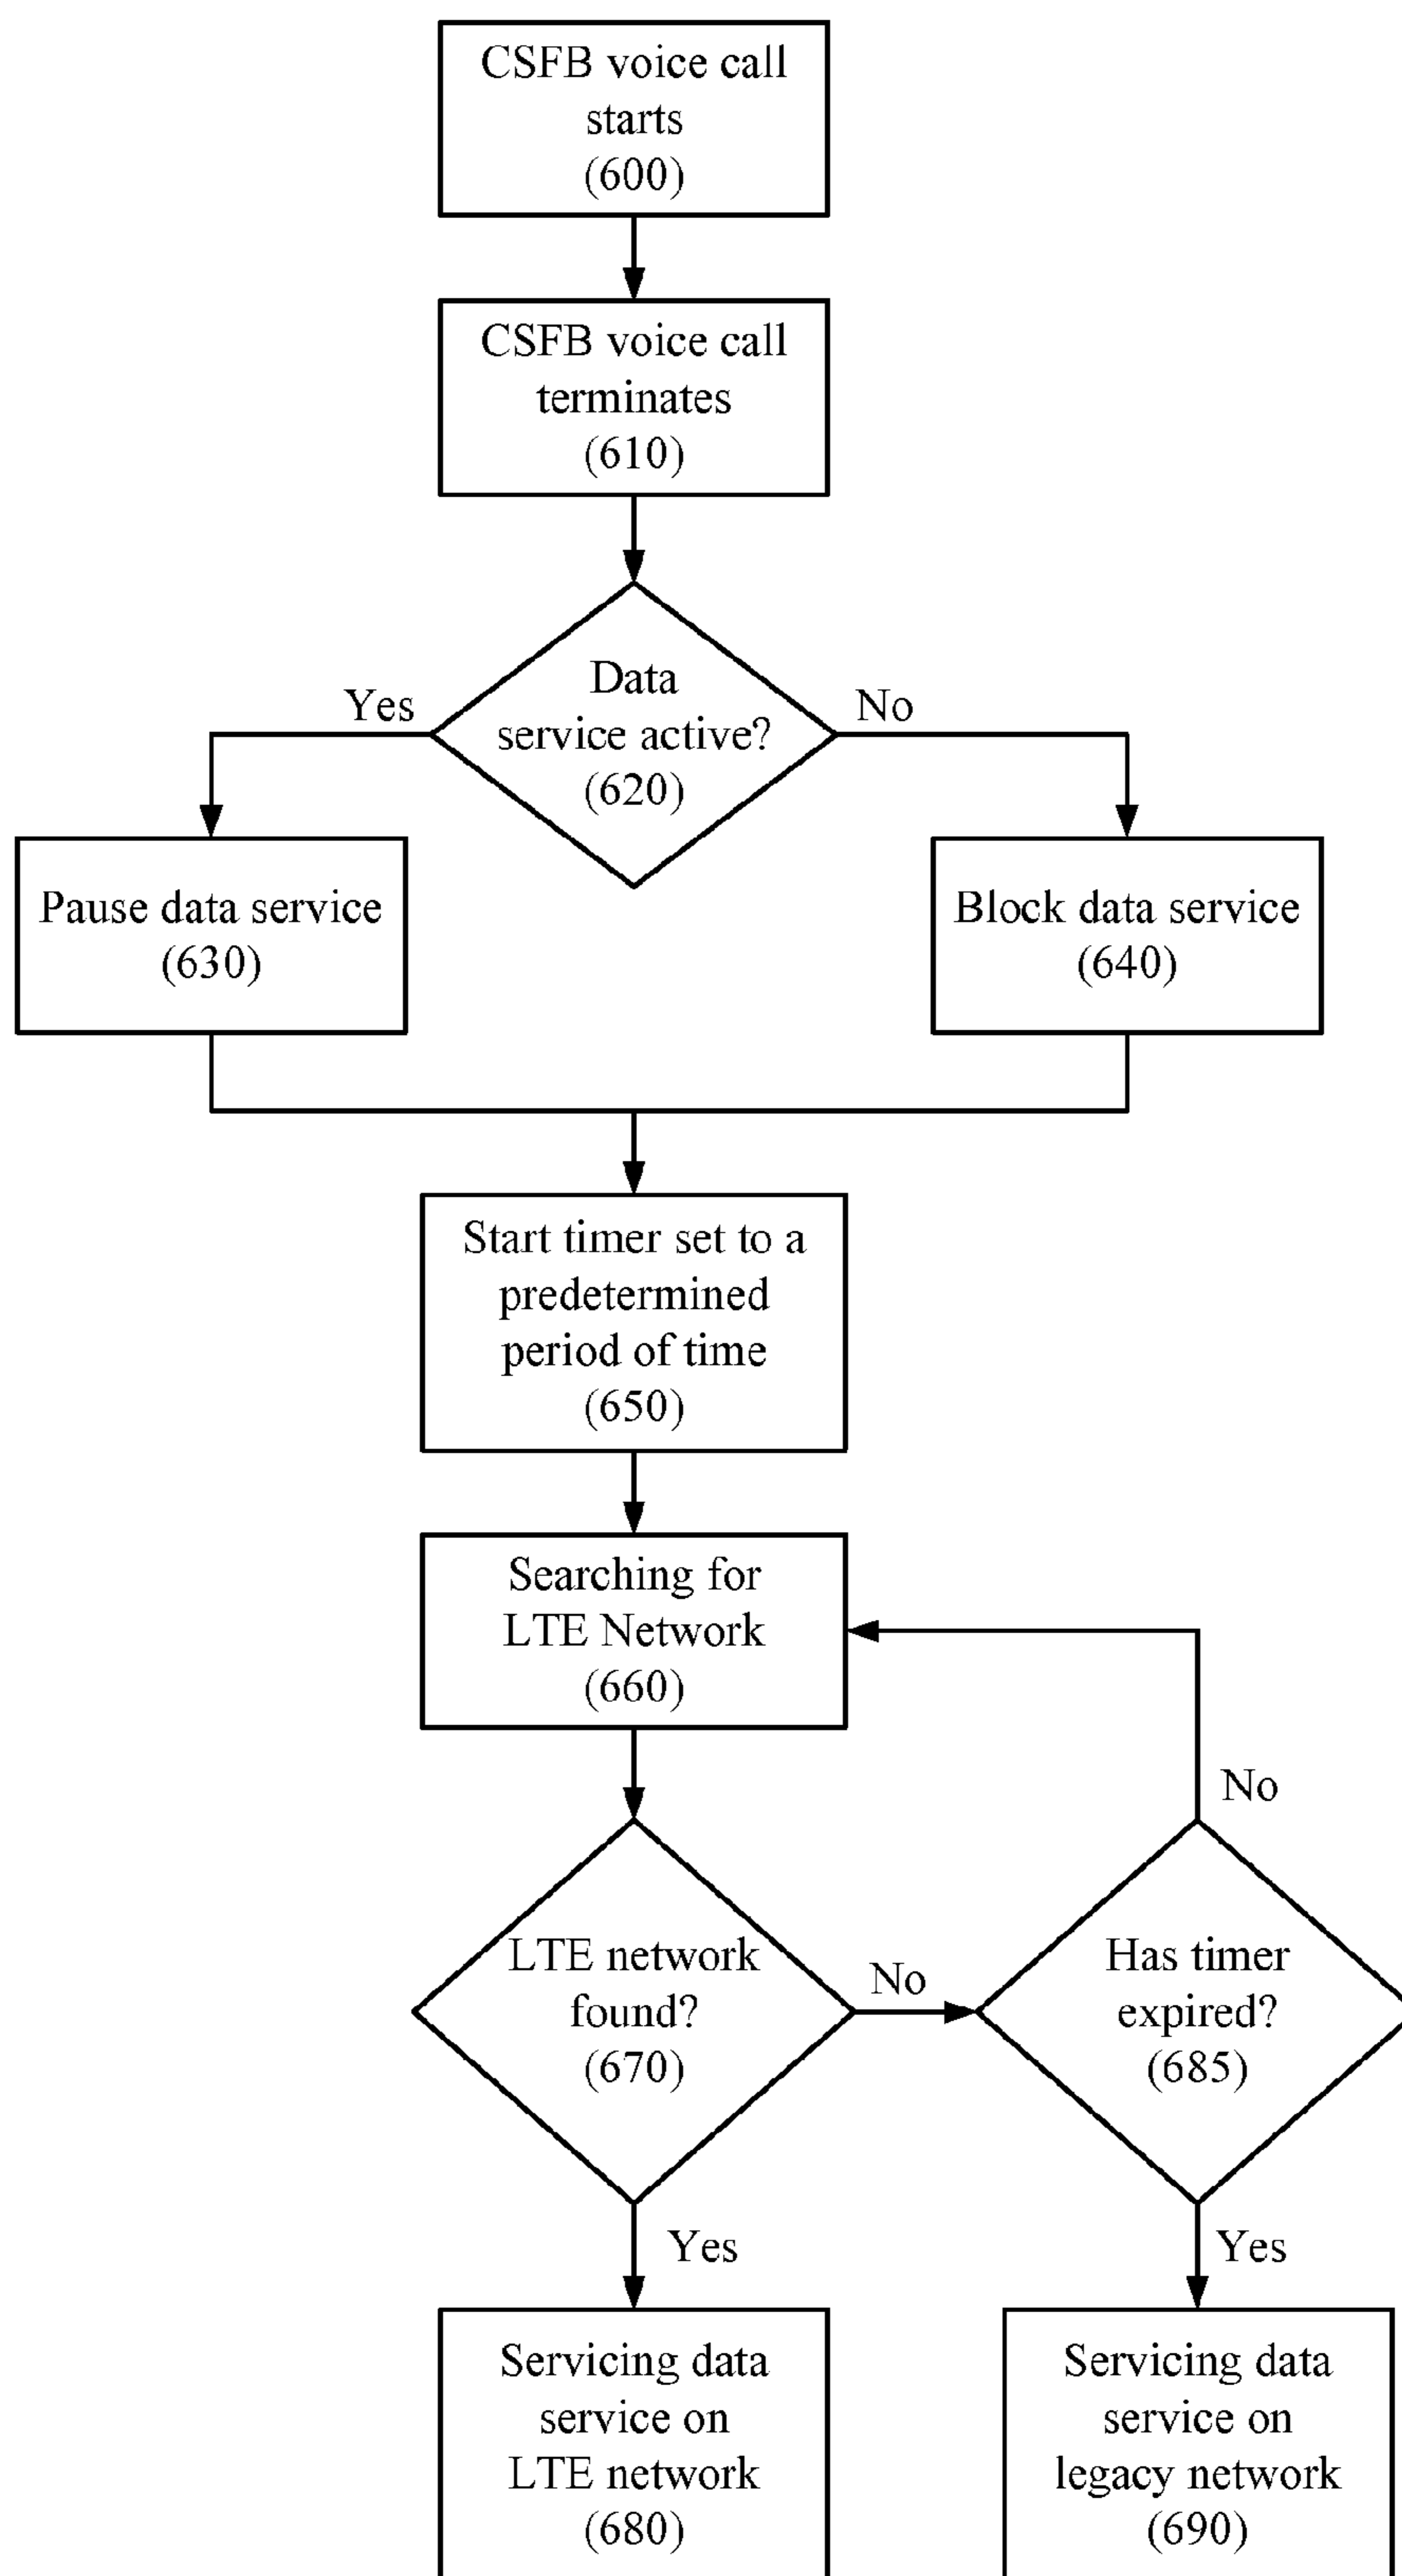 CSFB voice call
starts
(600)
CSFB voice call
terminates
(610)
Data
service active?
(620)
Yes
No
Pause data service
(630)
Block data service
(640)
Start timer set to a
predetermined
period of time
(650)
Searching for
LTE Network
(660)
No
LTE network
found?
(670)
No
Has timer
expired?
(685)
Yes
Yes
Servicing data
service on
LTE network
(680)
Servicing data
service on
legacy network
(690)